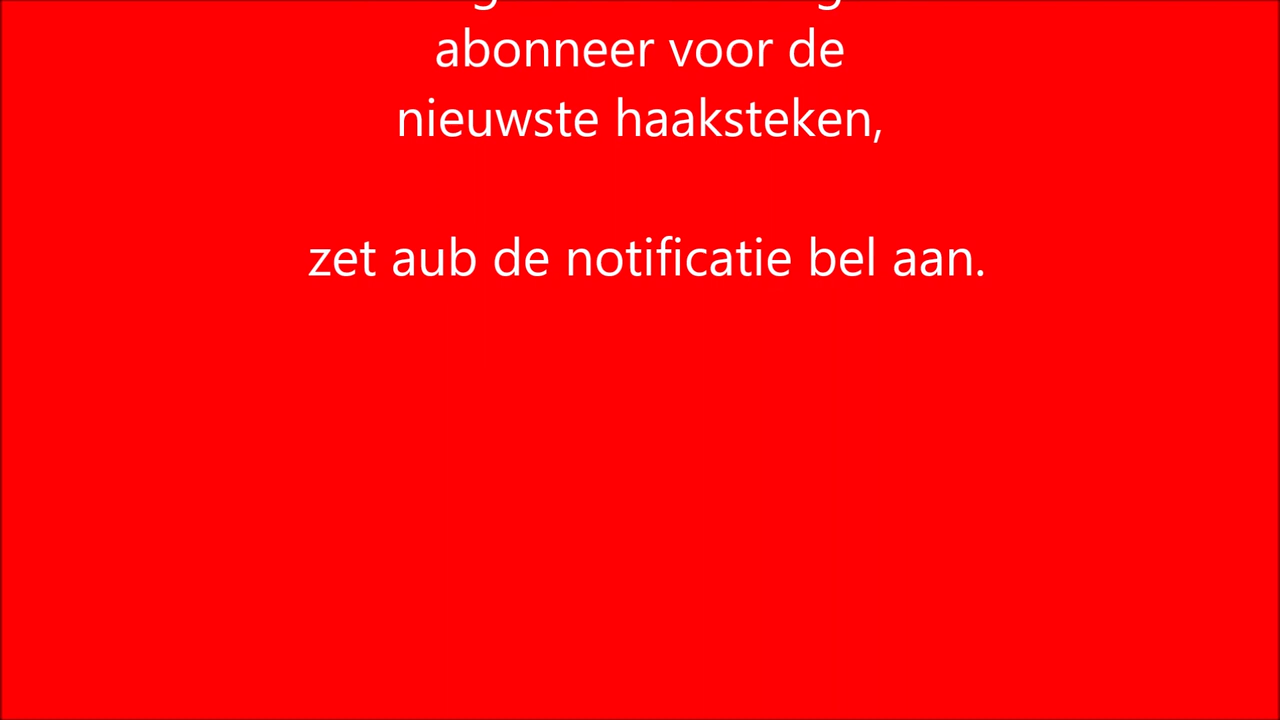 abonneer voor de
nieuwste haaksteken,
zet aub de notificatie bel aan.